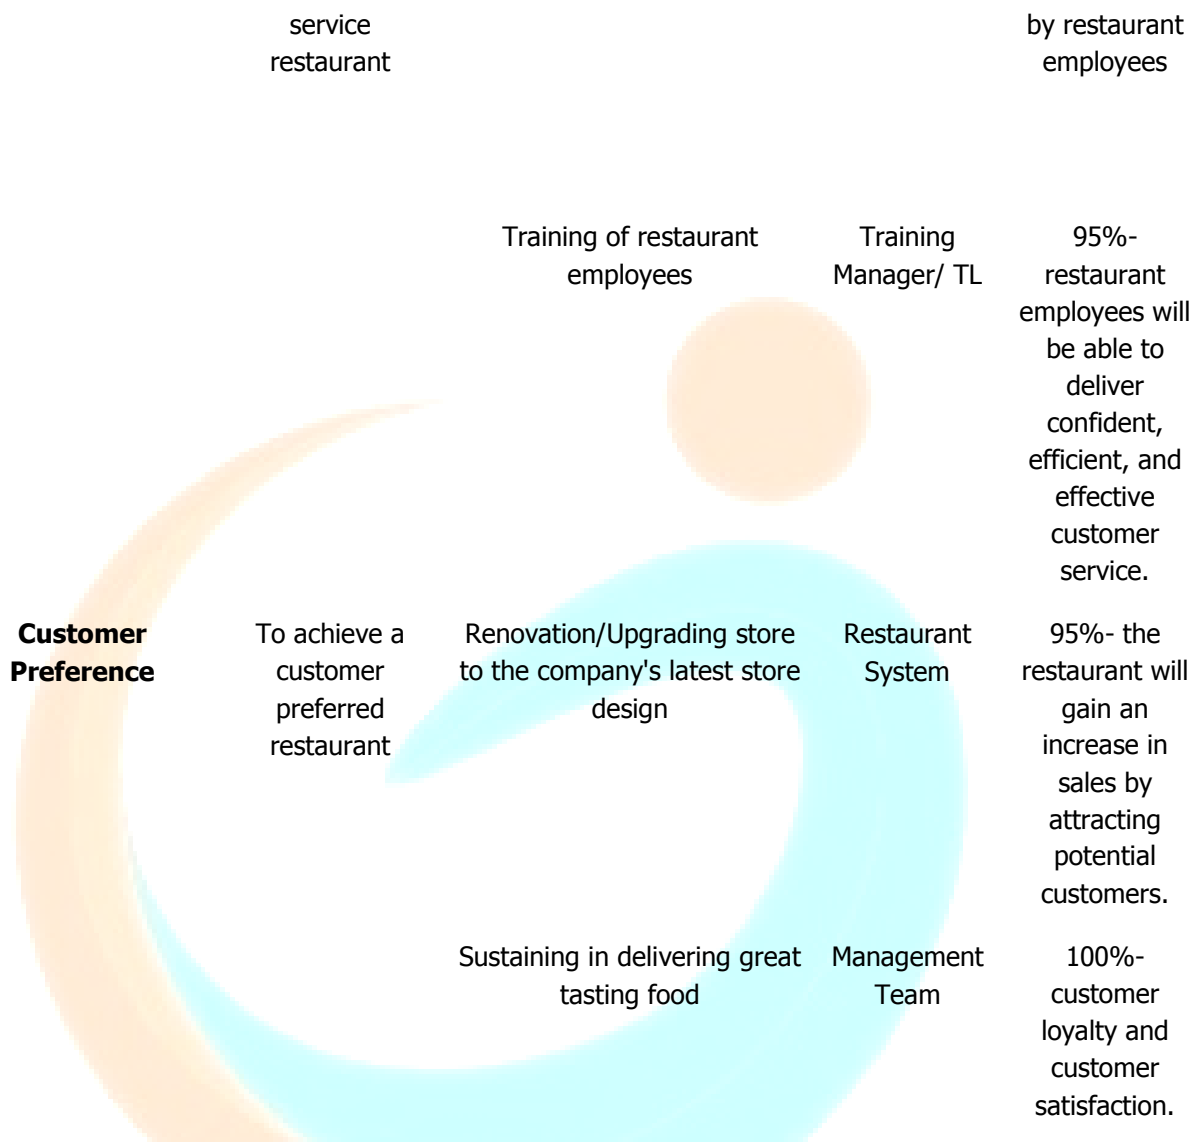 service
restaurant
by restaurant
employees
Training of restaurant
employees
Training
Manager/ TL
95%-
restaurant
employees will
be able to
deliver
confident,
efficient, and
effective
customer
service.
Customer
Preference
To achieve a
customer
preferred
restaurant
Renovation/Upgrading store
to the company's latest store
design
Restaurant
System
95%- the
restaurant will
gain an
increase in
sales by
attracting
potential
customers.
Sustaining in delivering great
tasting food
Management
Team
100%-
customer
loyalty and
customer
satisfaction.